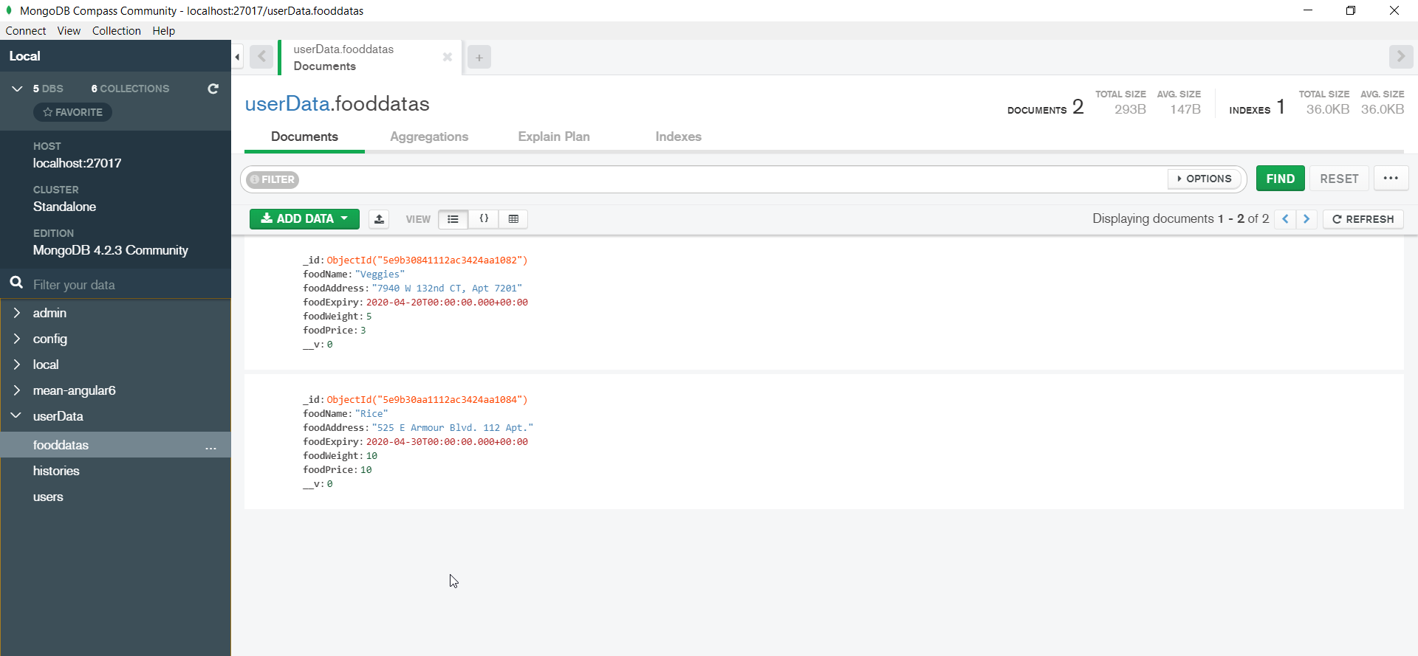 MongoDB Compass Community - localhost:27017/userData.fooddatas
Connect View Collection Help
Local
5 DBS 6 COLLECTIONS
FAVORITE
HOST
localhost:27017
CLUSTER
Standalone
EDITION
MongoDB 4.2.3 Community
Filter your data
admin
config
local
mean-angular6
userData
fooddatas ...
histories
users
userData.fooddatas
Documents
userData.fooddatas
DOCUMENTS 2 TOTAL SIZE 293B AVG. SIZE 147B INDEXES 1 TOTAL SIZE 36.0KB AVG. SIZE 36.0KB
Documents Aggregations Explain Plan Indexes
FILTER OPTIONS FIND RESET ...
ADD DATA VIEW {} Displaying documents 1 - 2 of 2 < > REFRESH
_id: ObjectId("5e9b30841112ac3424aa1082")
foodName: "Veggies"
foodAddress: "7940 W 132nd CT, Apt 7201"
foodExpiry: 2020-04-20T00:00:00.000+00:00
foodWeight: 5
foodPrice: 3
__v: 0
_id: ObjectId("5e9b30aa1112ac3424aa1084")
foodName: "Rice"
foodAddress: "525 E Armour Blvd. 112 Apt."
foodExpiry: 2020-04-30T00:00:00.000+00:00
foodWeight: 10
foodPrice: 10
__v: 0